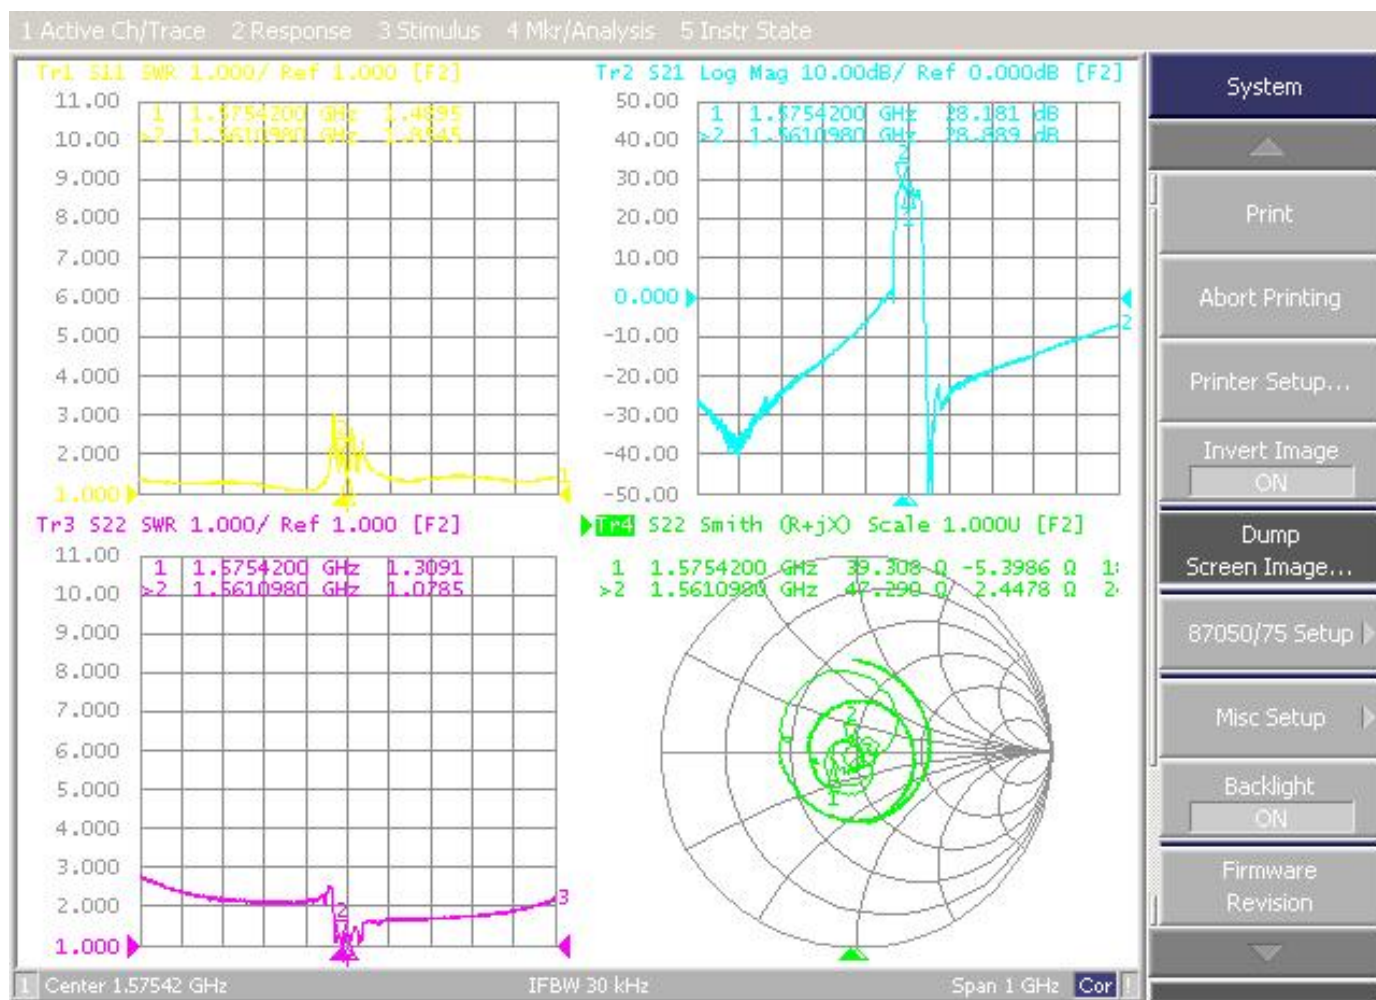 1 Active Ch/Trace 2 Response 3 Stimulus 4 Mkr/Analysis 5 Instr State
Tr1 S11 SWR 1.000/ Ref 1.000 [F2]
11.00
10.00
9.000
8.000
7.000
6.000
5.000
4.000
3.000
2.000
1.000
1 1.5754200 GHz
>2 1.5610980 GHz
2
1
1
Tr2 S21 Log Mag 10.00dB/ Ref 0.000dB [F2]
50.00
40.00
30.00
20.00
10.00
0.000
-10.00
-20.00
-30.00
-40.00
-50.00
1 1.5754200 GHz 28.181 dB
>2 1.5610980 GHz 28.889 dB
2
1
2
Tr3 S22 SWR 1.000/ Ref 1.000 [F2]
11.00
10.00
9.000
8.000
7.000
6.000
5.000
4.000
3.000
2.000
1.000
1 1.5754200 GHz 1.3091
>2 1.5610980 GHz 1.0785
2
3
Tr4 S22 Smith (R+jX) Scale 1.000U [F2]
1 1.5754200 GHz 39.308 Ω -5.3986 Ω
>2 1.5610980 GHz 47.290 Ω 2.4478 Ω
2
1
1 Center 1.57542 GHz IFBW 30 kHz Span 1 GHz Cor !
System
Print
Abort Printing
Printer Setup...
Invert Image
ON
Dump
Screen Image...
87050/75 Setup
Misc Setup
Backlight
ON
Firmware
Revision